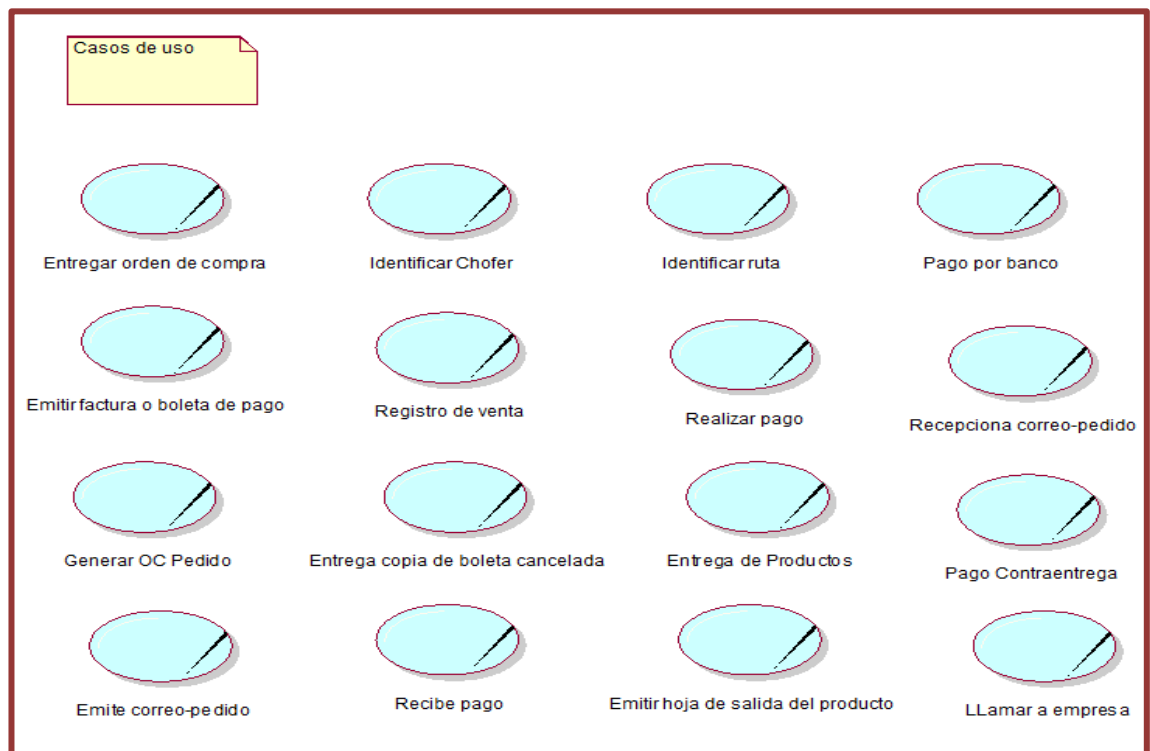 Casos de uso
Entregar orden de compra
Identificar Chofer
Identificar ruta
Pago por banco
Emitir factura o boleta de pago
Registro de venta
Realizar pago
Recepciona correo-pedido
Generar OC Pedido
Entrega copia de boleta cancelada
Entrega de Productos
Pago Contraentrega
Emite correo-pedido
Recibe pago
Emitir hoja de salida del producto
LLamar a empresa